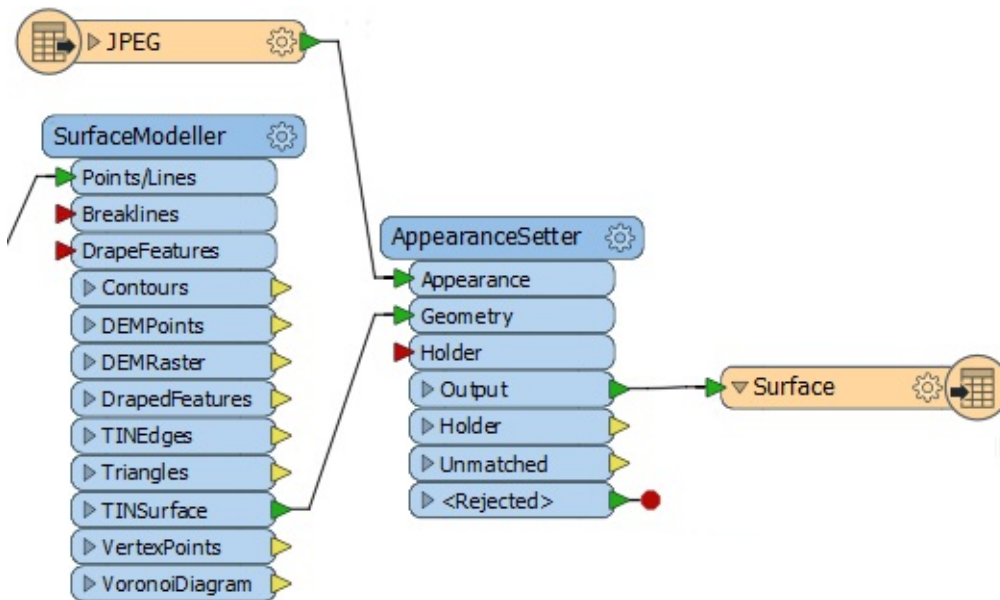 JPEG
SurfaceModeller
Points/Lines
Breaklines
DrapeFeatures
Contours
DEMPoints
DEMRaster
DrapedFeatures
TINEdges
Triangles
TINSurface
VertexPoints
VoronoiDiagram
AppearanceSetter
Appearance
Geometry
Holder
Output
Holder
Unmatched
<Rejected>
Surface